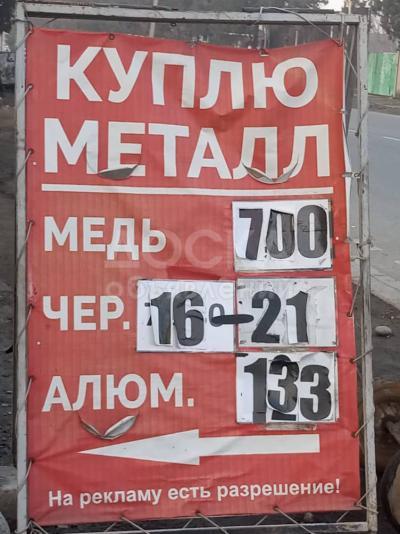 КУПЛЮ
МЕТАЛЛ
МЕДЬ 700
ЧЕР. 16-21
АЛЮМ. 133
На рекламу есть разрешение!